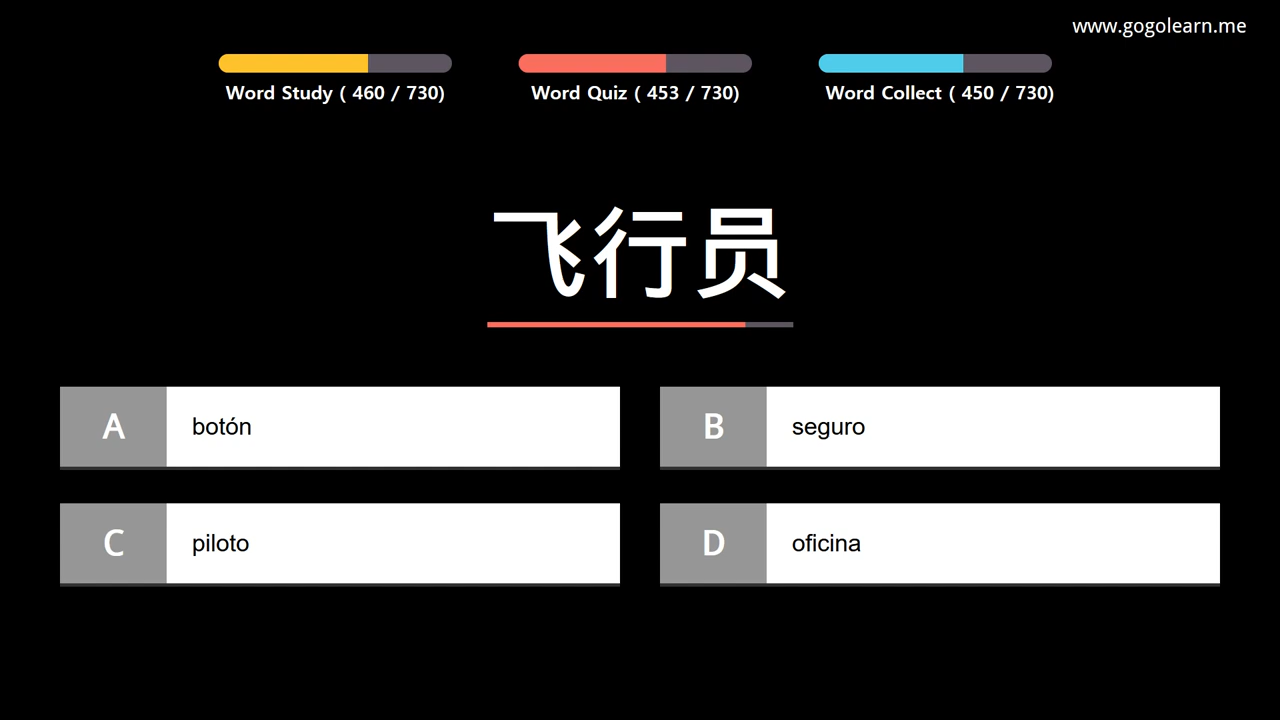 www.gogolearn.me
Word Study ( 460 / 730)
Word Quiz ( 453 / 730)
Word Collect ( 450 / 730)
飞行员
A botón
B seguro
C piloto
D oficina